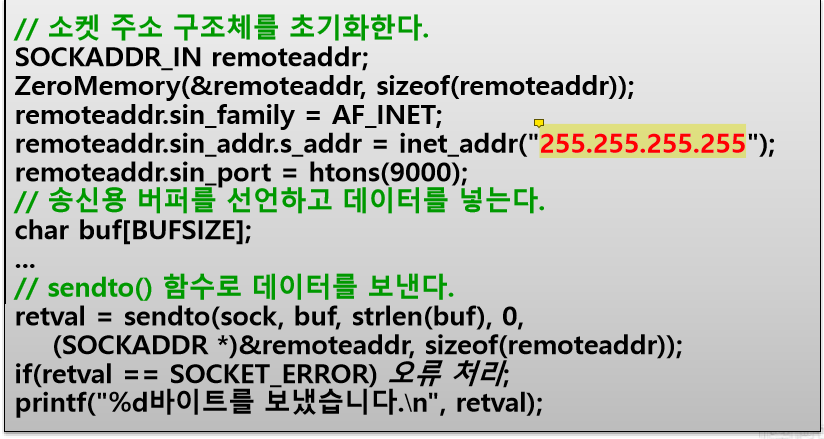 // 소켓 주소 구조체를 초기화한다.
SOCKADDR_IN remoteaddr;
ZeroMemory(&remoteaddr, sizeof(remoteaddr));
remoteaddr.sin_family = AF_INET;
remoteaddr.sin_addr.s_addr = inet_addr("255.255.255.255");
remoteaddr.sin_port = htons(9000);
// 송신용 버퍼를 선언하고 데이터를 넣는다.
char buf[BUFSIZE];
...
// sendto() 함수로 데이터를 보낸다.
retval = sendto(sock, buf, strlen(buf), 0,
(SOCKADDR *)&remoteaddr, sizeof(remoteaddr));
if(retval == SOCKET_ERROR) 오류 처리;
printf("%d바이트를 보냈습니다.\n", retval);